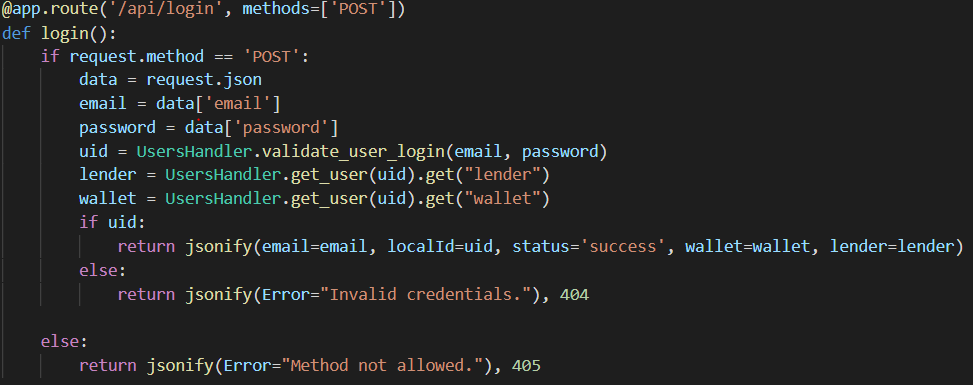 @app.route('/api/login', methods=['POST'])
def login():
    if request.method == 'POST':
        data = request.json
        email = data['email']
        password = data['password']
        uid = UsersHandler.validate_user_login(email, password)
        lender = UsersHandler.get_user(uid).get("lender")
        wallet = UsersHandler.get_user(uid).get("wallet")
        if uid:
            return jsonify(email=email, localId=uid, status='success', wallet=wallet, lender=lender)
        else:
            return jsonify(Error="Invalid credentials."), 404

    else:
        return jsonify(Error="Method not allowed."), 405